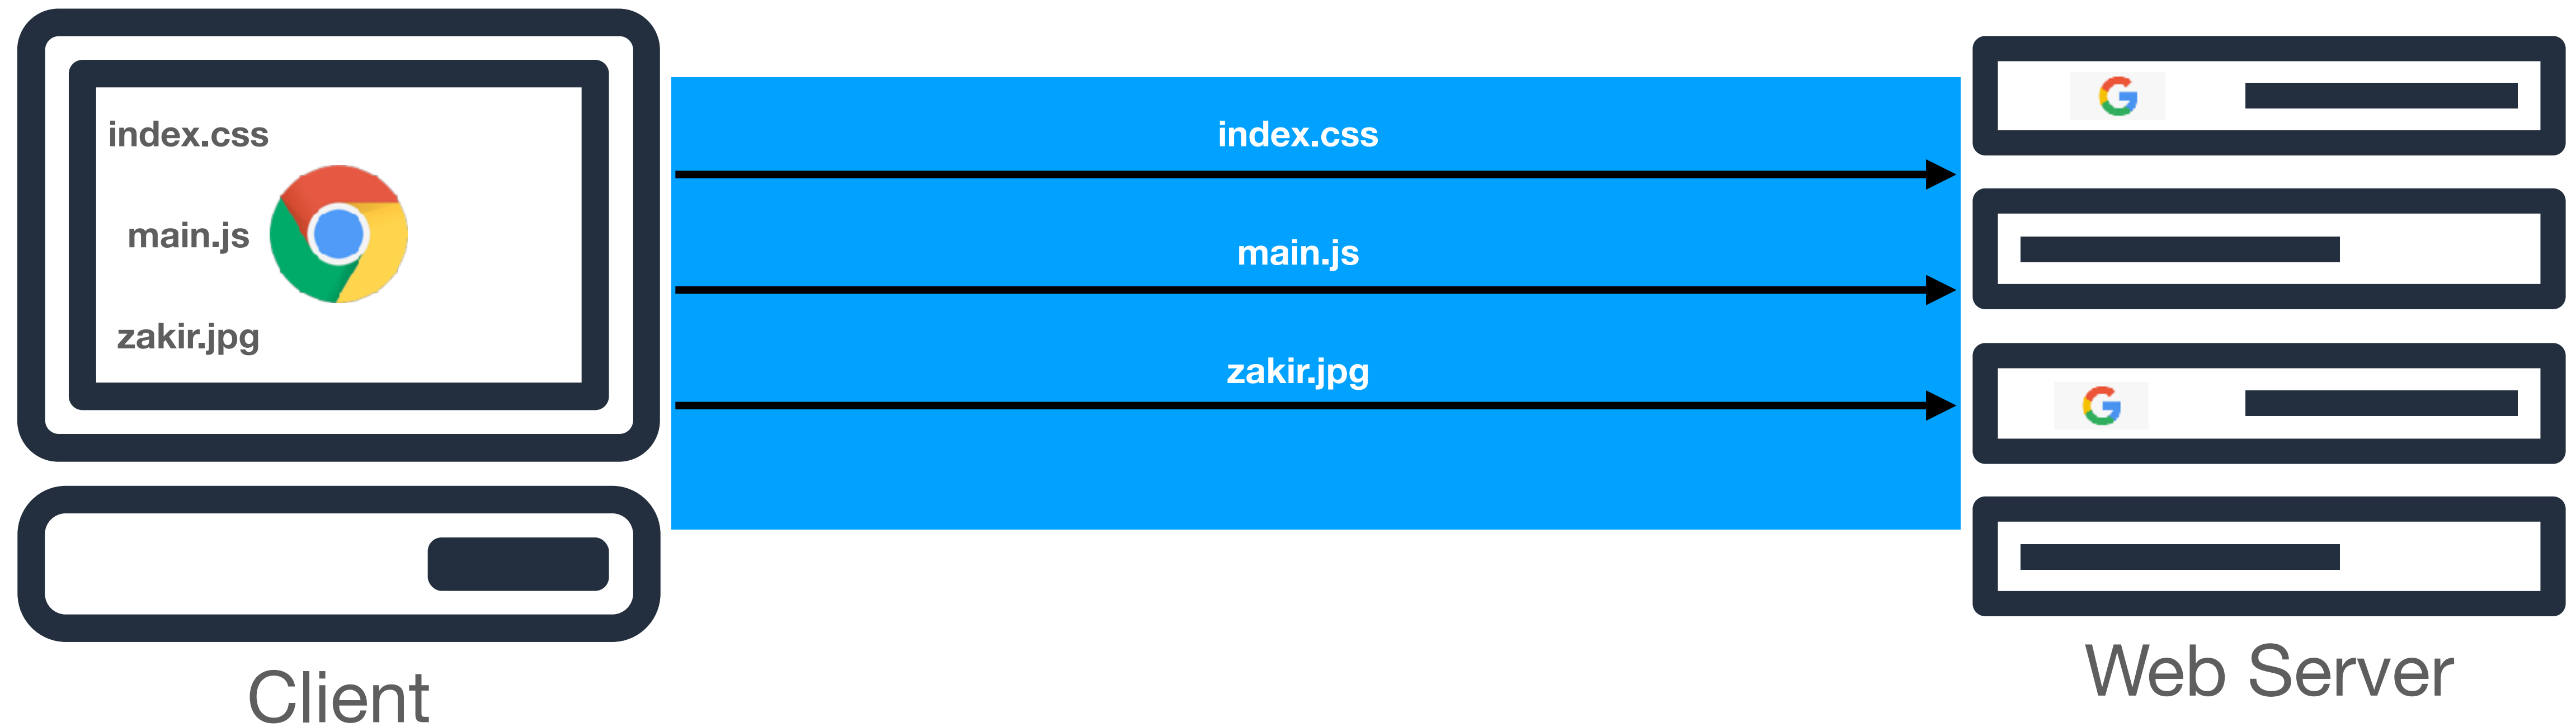 index.css
main.js
zakir.jpg
index.css
main.js
zakir.jpg
Client
Web Server